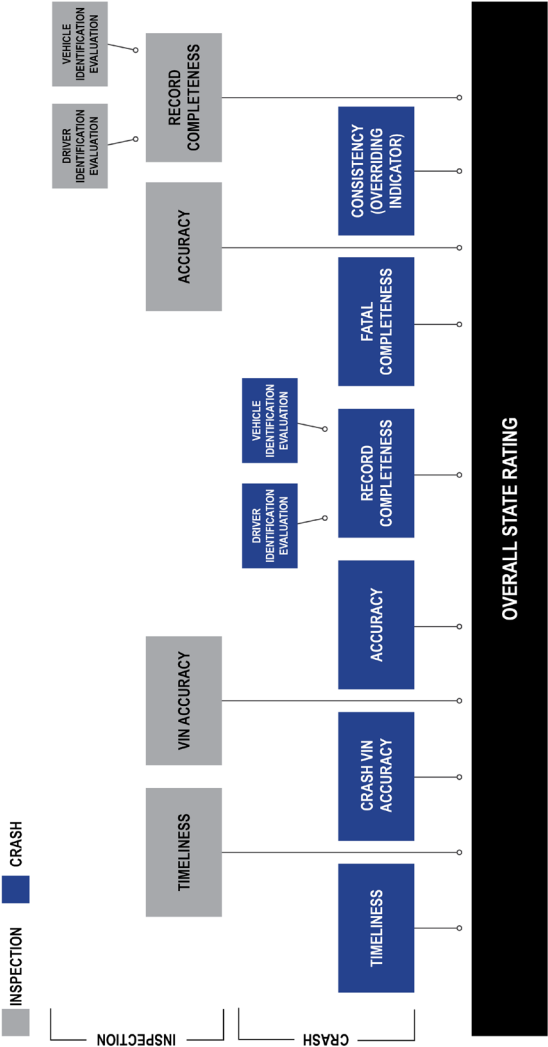 INSPECTION
CRASH
INSPECTION
CRASH
DRIVER
IDENTIFICATION
EVALUATION
VEHICLE
IDENTIFICATION
EVALUATION
TIMELINESS
VIN ACCURACY
ACCURACY
RECORD
COMPLETENESS
DRIVER
IDENTIFICATION
EVALUATION
VEHICLE
IDENTIFICATION
EVALUATION
TIMELINESS
CRASH VIN
ACCURACY
ACCURACY
RECORD
COMPLETENESS
FATAL
COMPLETENESS
CONSISTENCY
(OVERRIDING
INDICATOR)
OVERALL STATE RATING